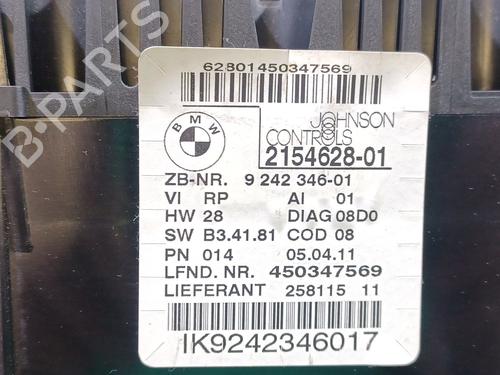 62801450347569
BMW
JOHNSON
CONTROLS
2154628-01
ZB-NR. 9 242 346-01
VI RP AI 01
HW 28 DIAG 08D0
SW B3.41.81 COD 08
PN 014 05.04.11
LFND. NR. 450347569
LIEFERANT 258115 11
IK9242346017
B-PARTS